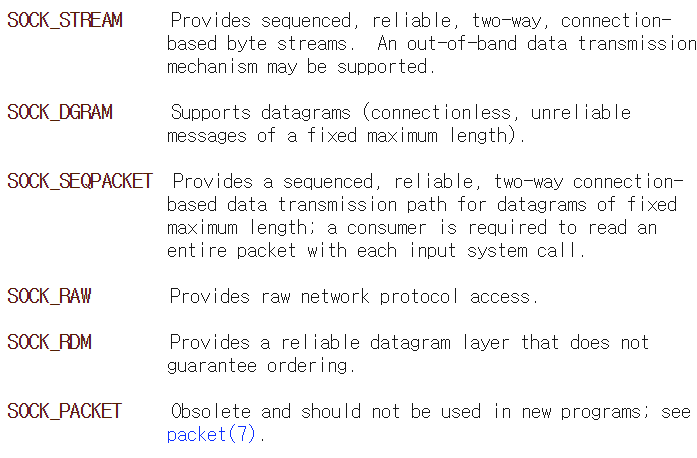 SOCK_STREAM Provides sequenced, reliable, two-way, connection-
based byte streams. An out-of-band data transmission
mechanism may be supported.
SOCK_DGRAM Supports datagrams (connectionless, unreliable
messages of a fixed maximum length).
SOCK_SEQPACKET Provides a sequenced, reliable, two-way connection-
based data transmission path for datagrams of fixed
maximum length; a consumer is required to read an
entire packet with each input system call.
SOCK_RAW Provides raw network protocol access.
SOCK_RDM Provides a reliable datagram layer that does not
guarantee ordering.
SOCK_PACKET Obsolete and should not be used in new programs; see
packet(7).